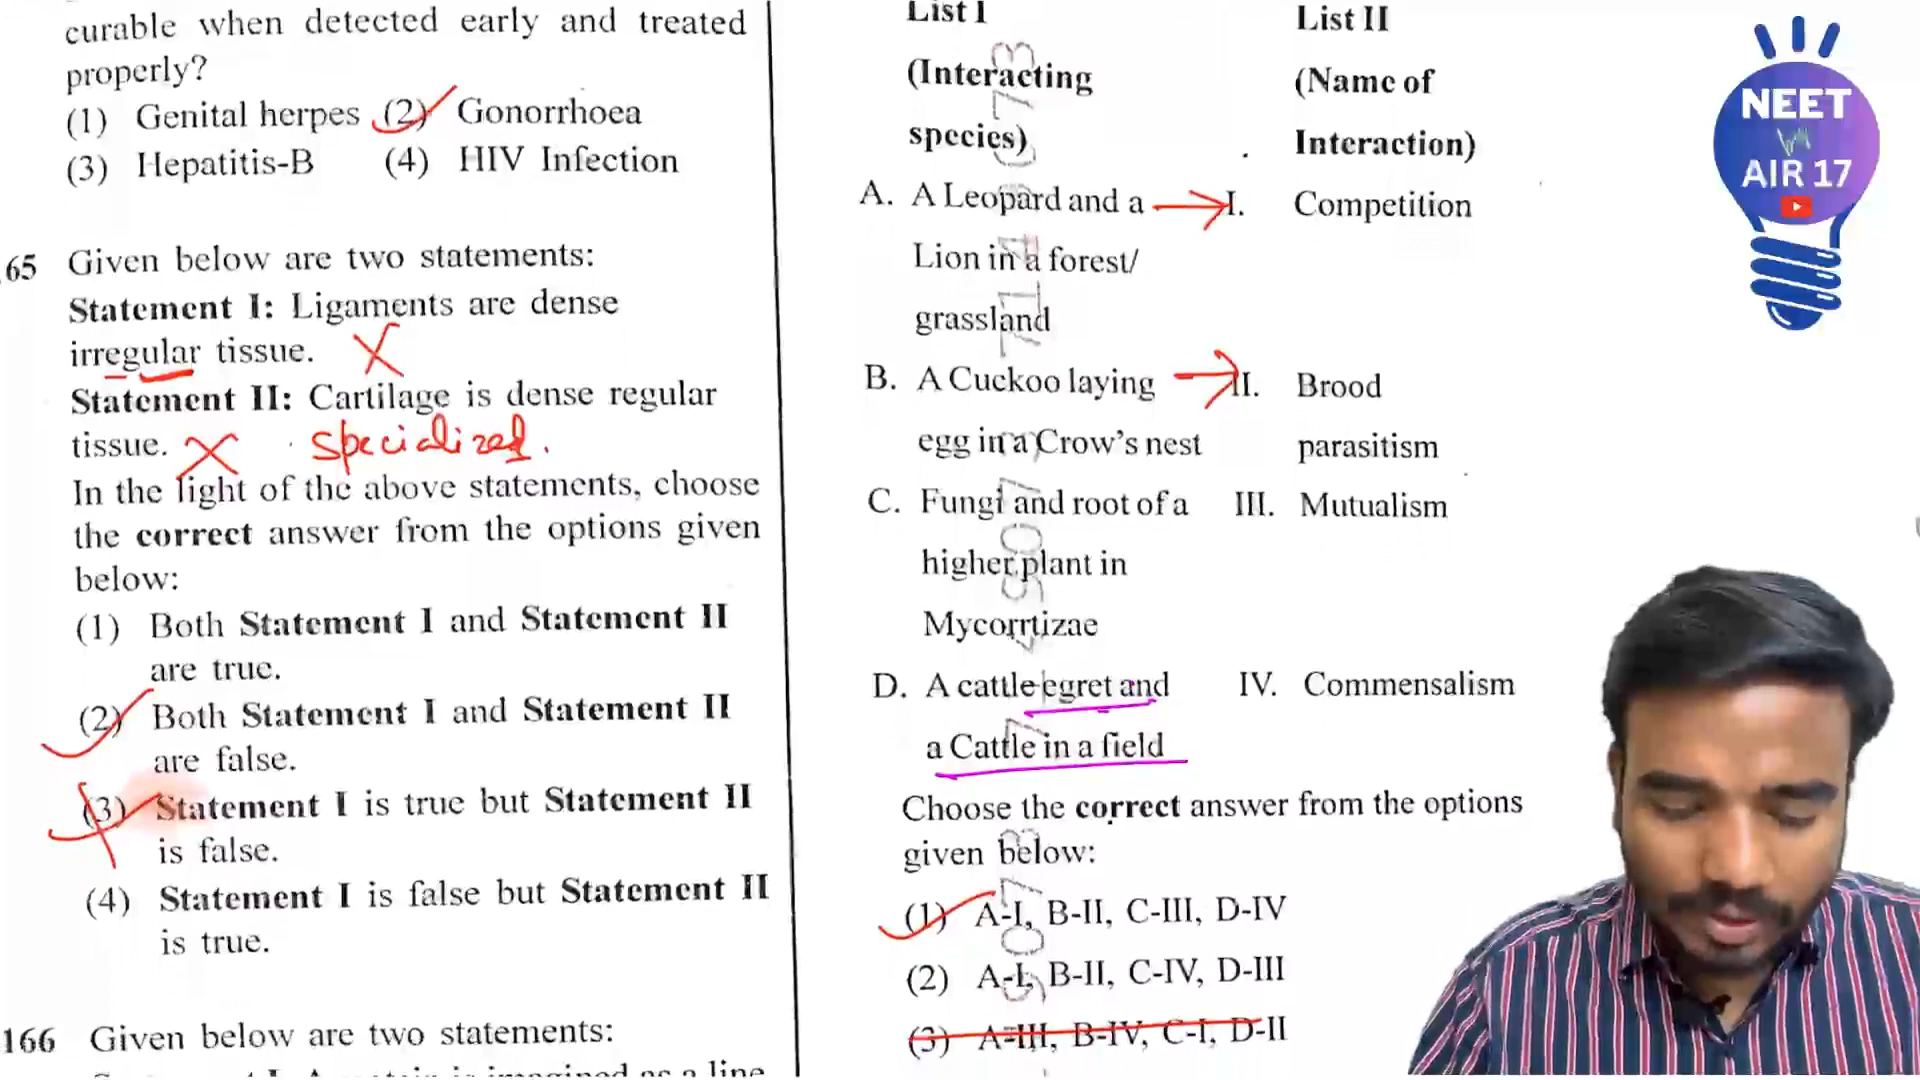 curable when detected early and treated
properly?
(1) Genital herpes (2) Gonorrhoea
(3) Hepatitis-B (4) HIV Infection
65 Given below are two statements:
Statement I: Ligaments are dense
irregular tissue.
Statement II: Cartilage is dense regular
tissue. specialized.
In the light of the above statements, choose
the correct answer from the options given
below:
(1) Both Statement I and Statement II
are true.
(2) Both Statement I and Statement II
are false.
(3) Statement I is true but Statement II
is false.
(4) Statement I is false but Statement II
is true.
166 Given below are two statements:
List I List II
(Interacting (Name of
species) Interaction)
A. A Leopard and a I. Competition
Lion in a forest/
grassland
B. A Cuckoo laying II. Brood
egg in a Crow's nest parasitism
C. Fungi and root of a III. Mutualism
higher plant in
Mycorrtizae
D. A cattle egret and IV. Commensalism
a Cattle in a field
Choose the correct answer from the options
given below:
(1) A-I, B-II, C-III, D-IV
(2) A-I, B-II, C-IV, D-III
(3) A-III, B-IV, C-I, D-II
NEET
by
AIR 17